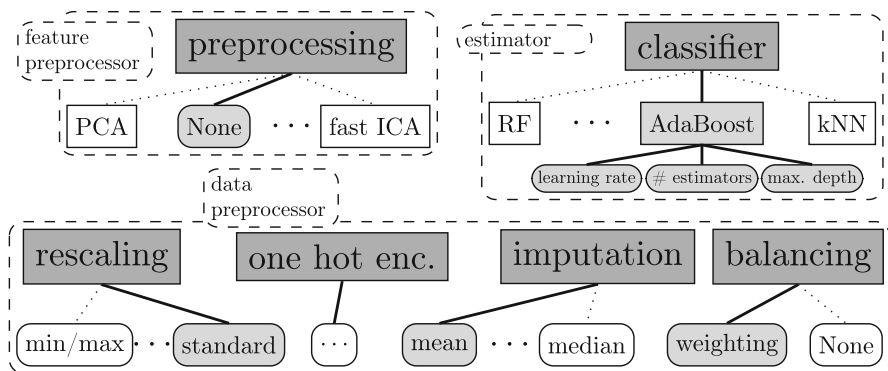 feature
preprocessor
preprocessing
PCA
None
· · ·
fast ICA
estimator
classifier
RF
· · ·
AdaBoost
kNN
learning rate
# estimators
max. depth
data
preprocessor
rescaling
one hot enc.
imputation
balancing
min/max
· · ·
standard
· · ·
mean
· · ·
median
weighting
None